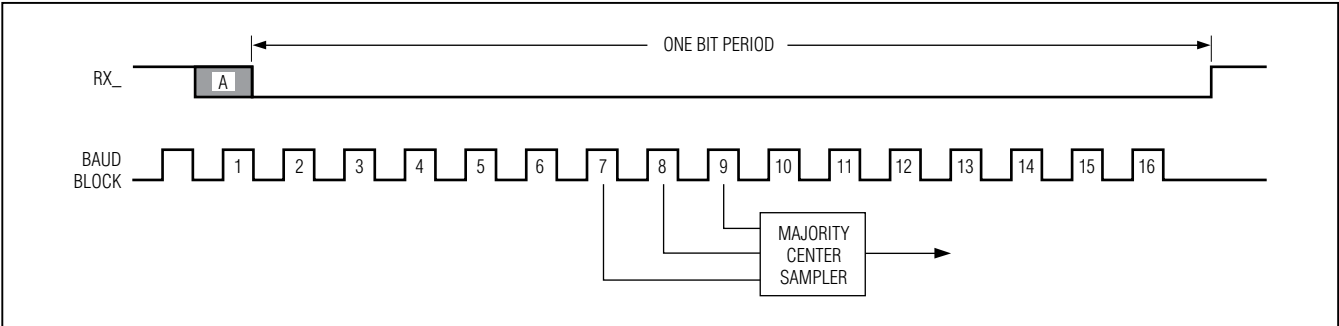 ONE BIT PERIOD
RX_
A
BAUD
BLOCK
1 2 3 4 5 6 7 8 9 10 11 12 13 14 15 16
MAJORITY
CENTER
SAMPLER